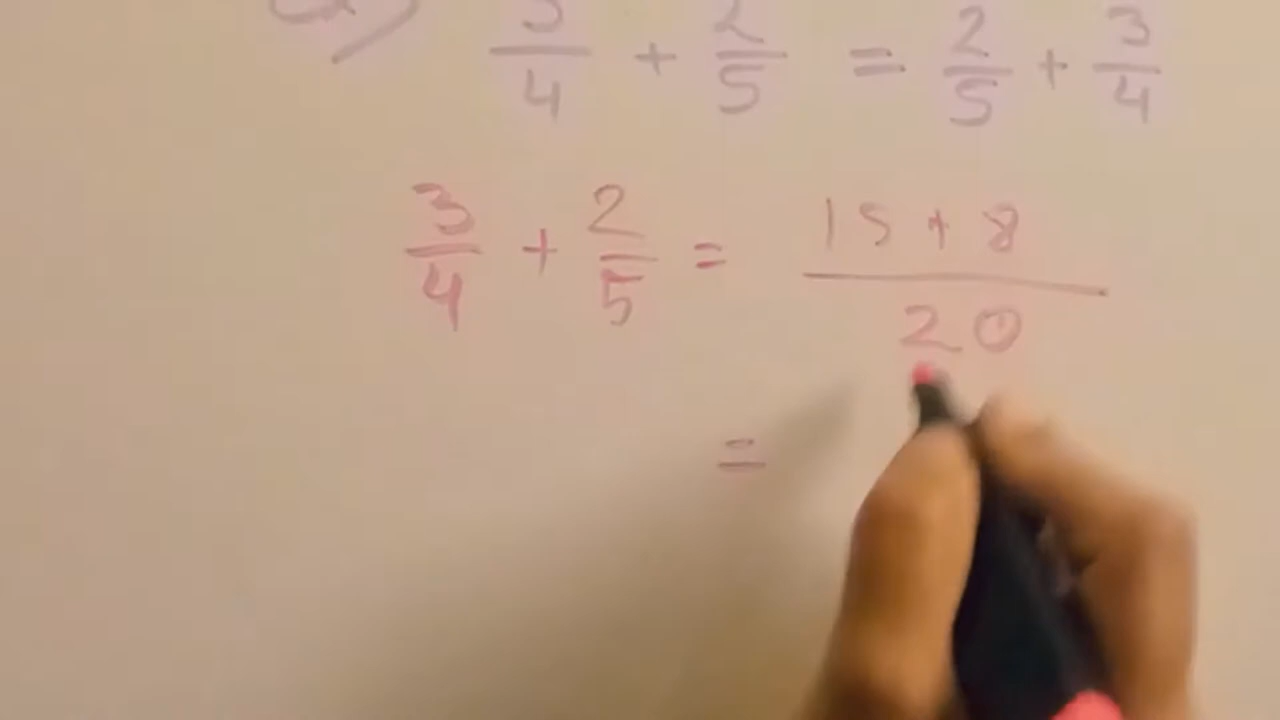 3/4 + 2/5 = 2/5 + 3/4
3/4 + 2/5 = 15 + 8/20
=